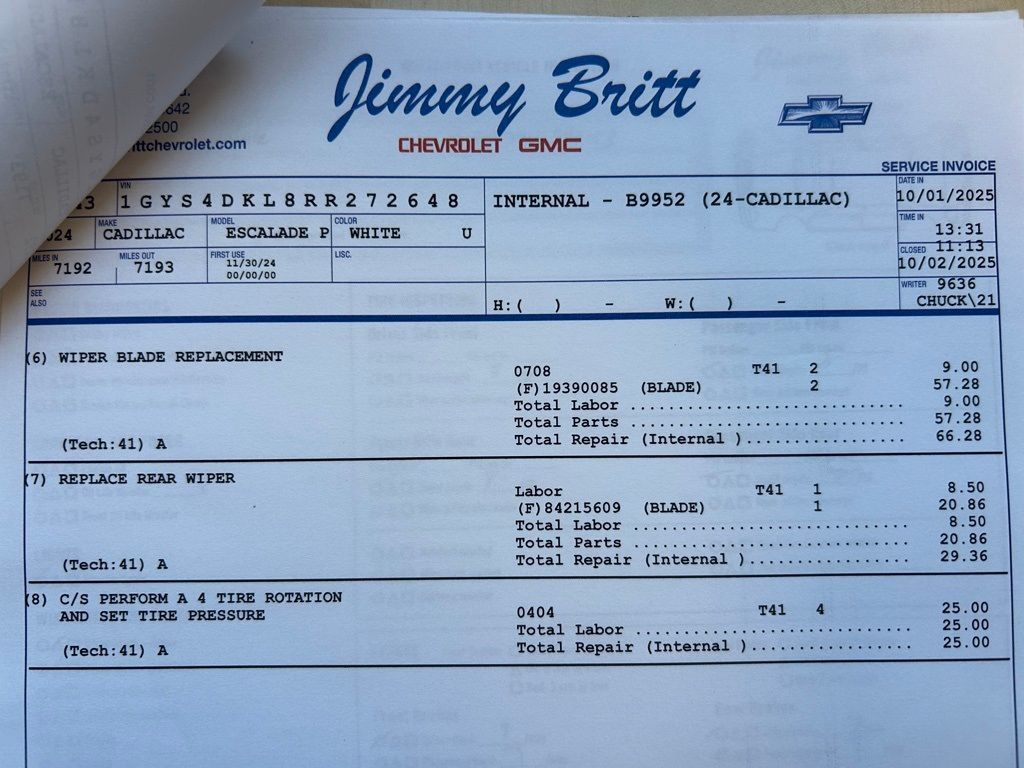 Jimmy Britt
CHEVROLET GMC
642
2500
ittchevrolet.com
SERVICE INVOICE
VIN
1GYS4DKL8RR272648
INTERNAL - B9952 (24-CADILLAC)
DATE IN
10/01/2025
MAKE
CADILLAC
MODEL
ESCALADE P
COLOR
WHITE U
TIME IN
13:31
MILES IN
7192
MILES OUT
7193
FIRST USE
11/30/24
00/00/00
LISC.
CLOSED 11:13
10/02/2025
SEE
ALSO
H:( ) - W:( ) -
WRITER 9636
CHUCK\21
(6) WIPER BLADE REPLACEMENT
0708 T41 2 9.00
(F)19390085 (BLADE) 2 57.28
Total Labor .............................. 9.00
Total Parts .............................. 57.28
(Tech:41) A Total Repair (Internal )................. 66.28
(7) REPLACE REAR WIPER
Labor T41 1 8.50
(F)84215609 (BLADE) 1 20.86
Total Labor .............................. 8.50
Total Parts .............................. 20.86
(Tech:41) A Total Repair (Internal )................. 29.36
(8) C/S PERFORM A 4 TIRE ROTATION
AND SET TIRE PRESSURE
0404 T41 4 25.00
Total Labor .............................. 25.00
(Tech:41) A Total Repair (Internal )................. 25.00